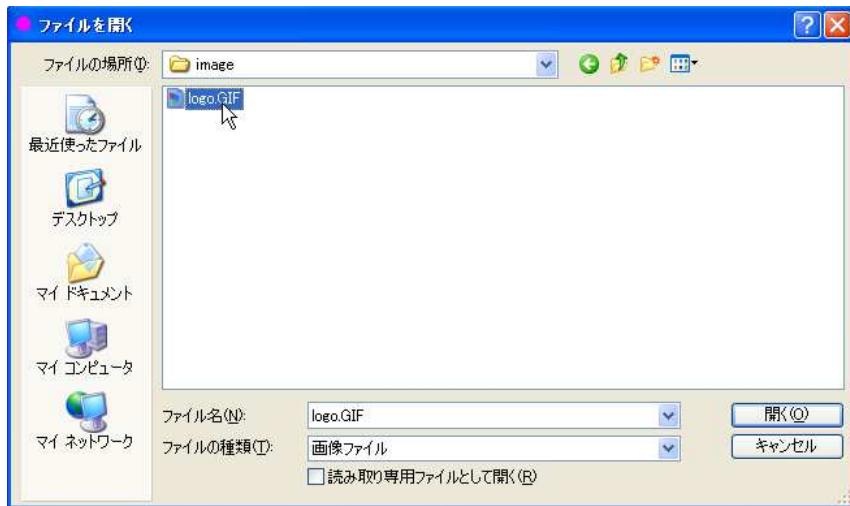 ファイルを開く
ファイルの場所(I):
image
logo.GIF
最近使ったファイル
デスクトップ
マイ ドキュメント
マイ コンピュータ
マイ ネットワーク
ファイル名(N):
logo.GIF
開く(O)
ファイルの種類(T):
画像ファイル
キャンセル
読み取り専用ファイルとして開く(R)